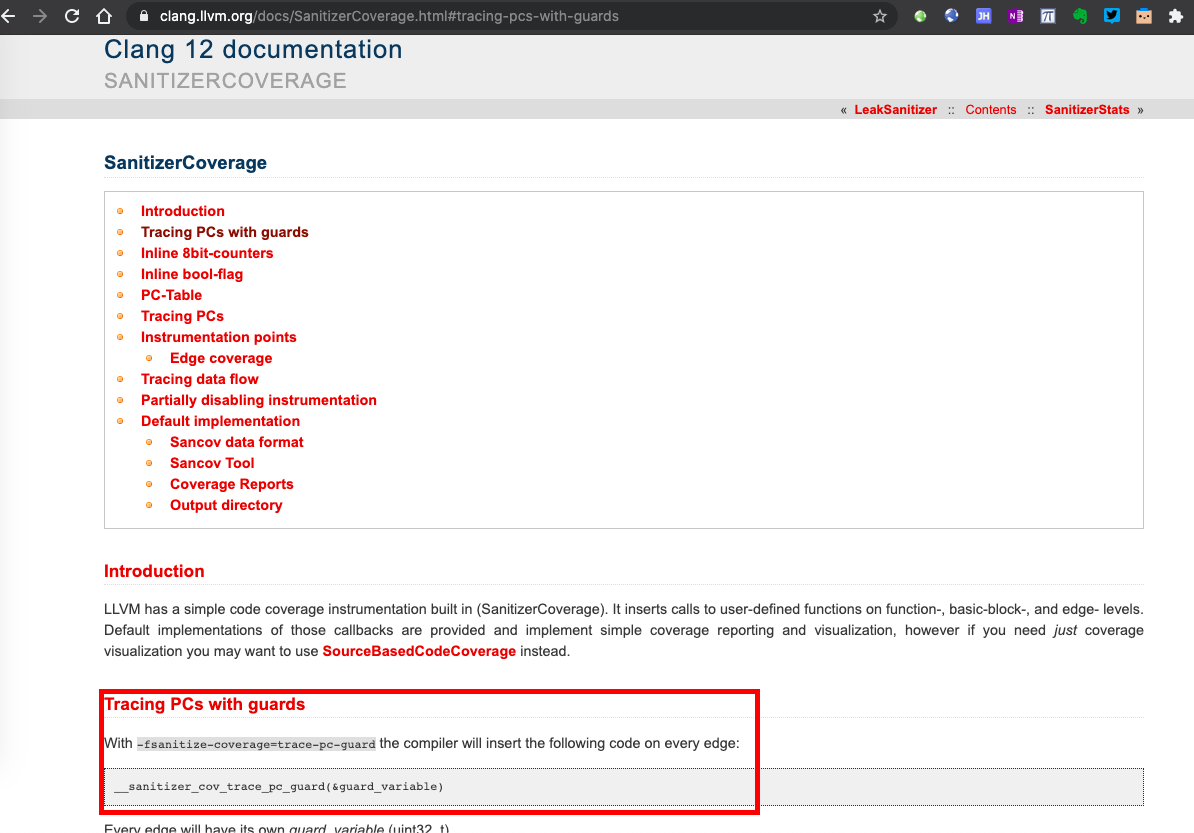 clang.llvm.org/docs/SanitizerCoverage.html#tracing-pcs-with-guards
JH
N
Clang 12 documentation
SANITIZERCOVERAGE
« LeakSanitizer :: Contents :: SanitizerStats »
SanitizerCoverage
Introduction
Tracing PCs with guards
Inline 8bit-counters
Inline bool-flag
PC-Table
Tracing PCs
Instrumentation points
Edge coverage
Tracing data flow
Partially disabling instrumentation
Default implementation
Sancov data format
Sancov Tool
Coverage Reports
Output directory
Introduction
LLVM has a simple code coverage instrumentation built in (SanitizerCoverage). It inserts calls to user-defined functions on function-, basic-block-, and edge- levels.
Default implementations of those callbacks are provided and implement simple coverage reporting and visualization, however if you need just coverage
visualization you may want to use SourceBasedCodeCoverage instead.
Tracing PCs with guards
With -fsanitize-coverage=trace-pc-guard the compiler will insert the following code on every edge:
__sanitizer_cov_trace_pc_guard(&guard_variable)
Every edge will have its own guard_variable (uint32_t).